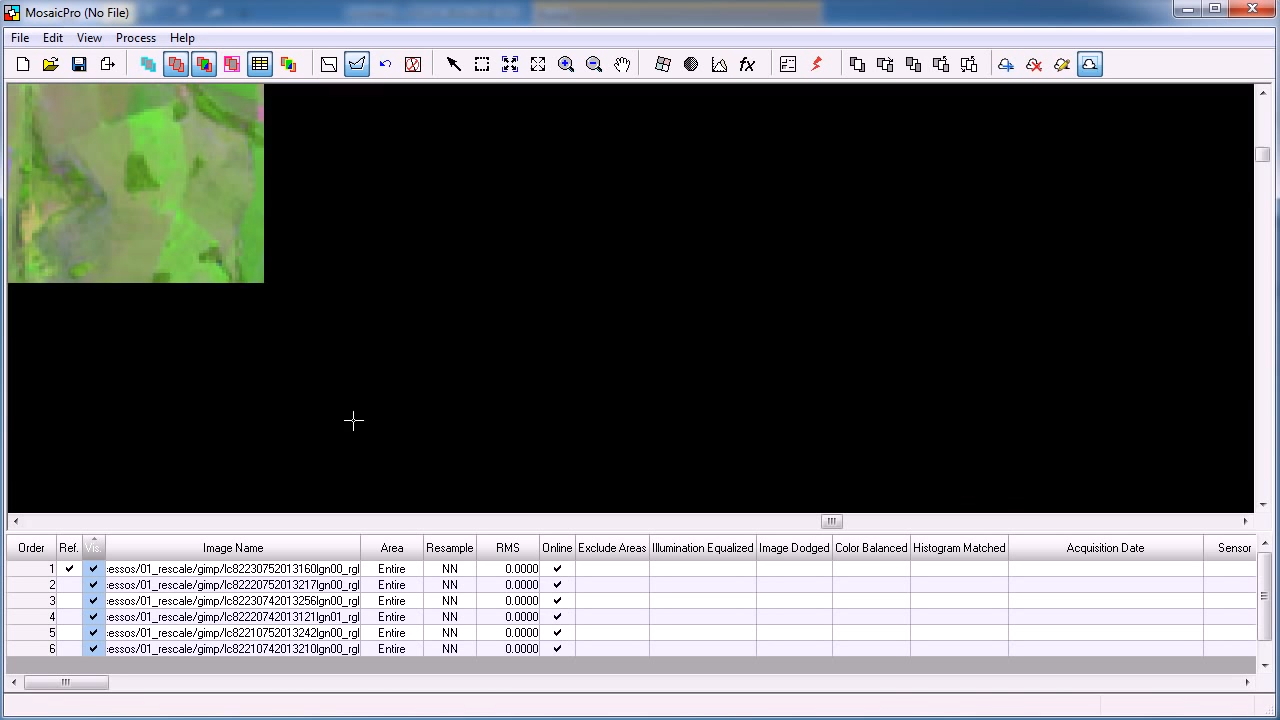 MosaicPro (No File)
File Edit View Process Help
fx
Order Ref. Vis. Image Name Area Resample RMS Online Exclude Areas Illumination Equalized Image Dodged Color Balanced Histogram Matched Acquisition Date Sensor
1 :essos/01_rescale/gimp/lc82230752013160lgn00_rgl Entire NN 0.0000
2 :essos/01_rescale/gimp/lc82220752013217lgn00_rgl Entire NN 0.0000
3 :essos/01_rescale/gimp/lc82230742013256lgn00_rgl Entire NN 0.0000
4 :essos/01_rescale/gimp/lc82220742013121lgn01_rgl Entire NN 0.0000
5 :essos/01_rescale/gimp/lc82210752013242lgn00_rgl Entire NN 0.0000
6 :essos/01_rescale/gimp/lc82210742013210lgn00_rgl Entire NN 0.0000